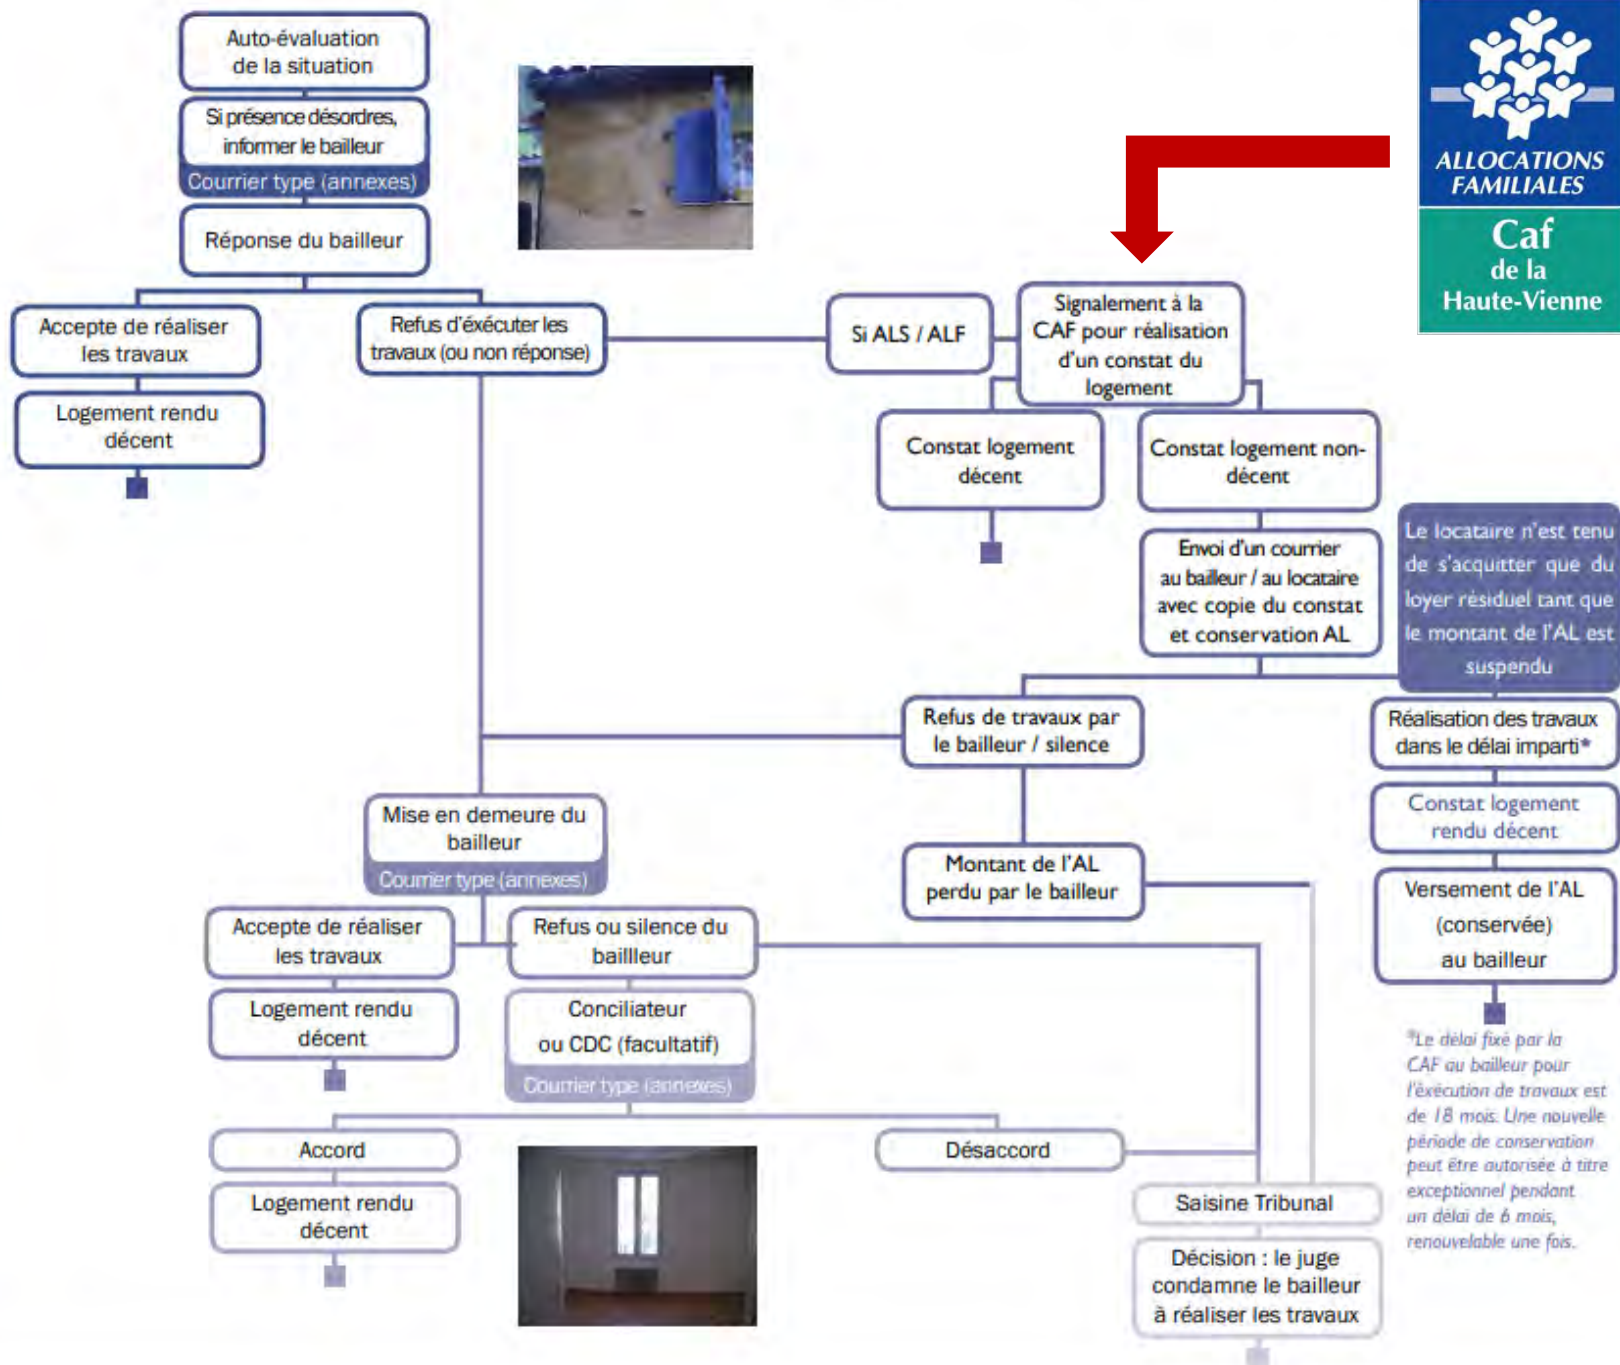 Auto-évaluation
de la situation
Si présence désordres,
informer le bailleur
Courrier type (annexes)
Réponse du bailleur
Accepte de réaliser
les travaux
Logement rendu
décent
Refus d'éxécuter les
travaux (ou non réponse)
Si ALS / ALF
Signalement à la
CAF pour réalisation
d'un constat du
logement
ALLOCATIONS
FAMILIALES
Caf
de la
Haute-Vienne
Constat logement
décent
Constat logement non-
décent
Envoi d'un courrier
au bailleur / au locataire
avec copie du constat
et conservation AL
Le locataire n'est tenu
de s'acquitter que du
loyer résiduel tant que
le montant de l'AL est
suspendu
Refus de travaux par
le bailleur / silence
Réalisation des travaux
dans le délai imparti*
Constat logement
rendu décent
Versement de l'AL
(conservée)
au bailleur
Montant de l'AL
perdu par le bailleur
Mise en demeure du
bailleur
Courrier type (annexes)
Accepte de réaliser
les travaux
Logement rendu
décent
Refus ou silence du
baillleur
Conciliateur
ou CDC (facultatif)
Courrier type (annexes)
Accord
Logement rendu
décent
Désaccord
Saisine Tribunal
Décision : le juge
condamne le bailleur
à réaliser les travaux
*Le délai fixé par la
CAF au bailleur pour
l'éxécution de travaux est
de 18 mois. Une nouvelle
période de conservation
peut être autorisée à titre
exceptionnel pendant
un délai de 6 mois,
renouvelable une fois.